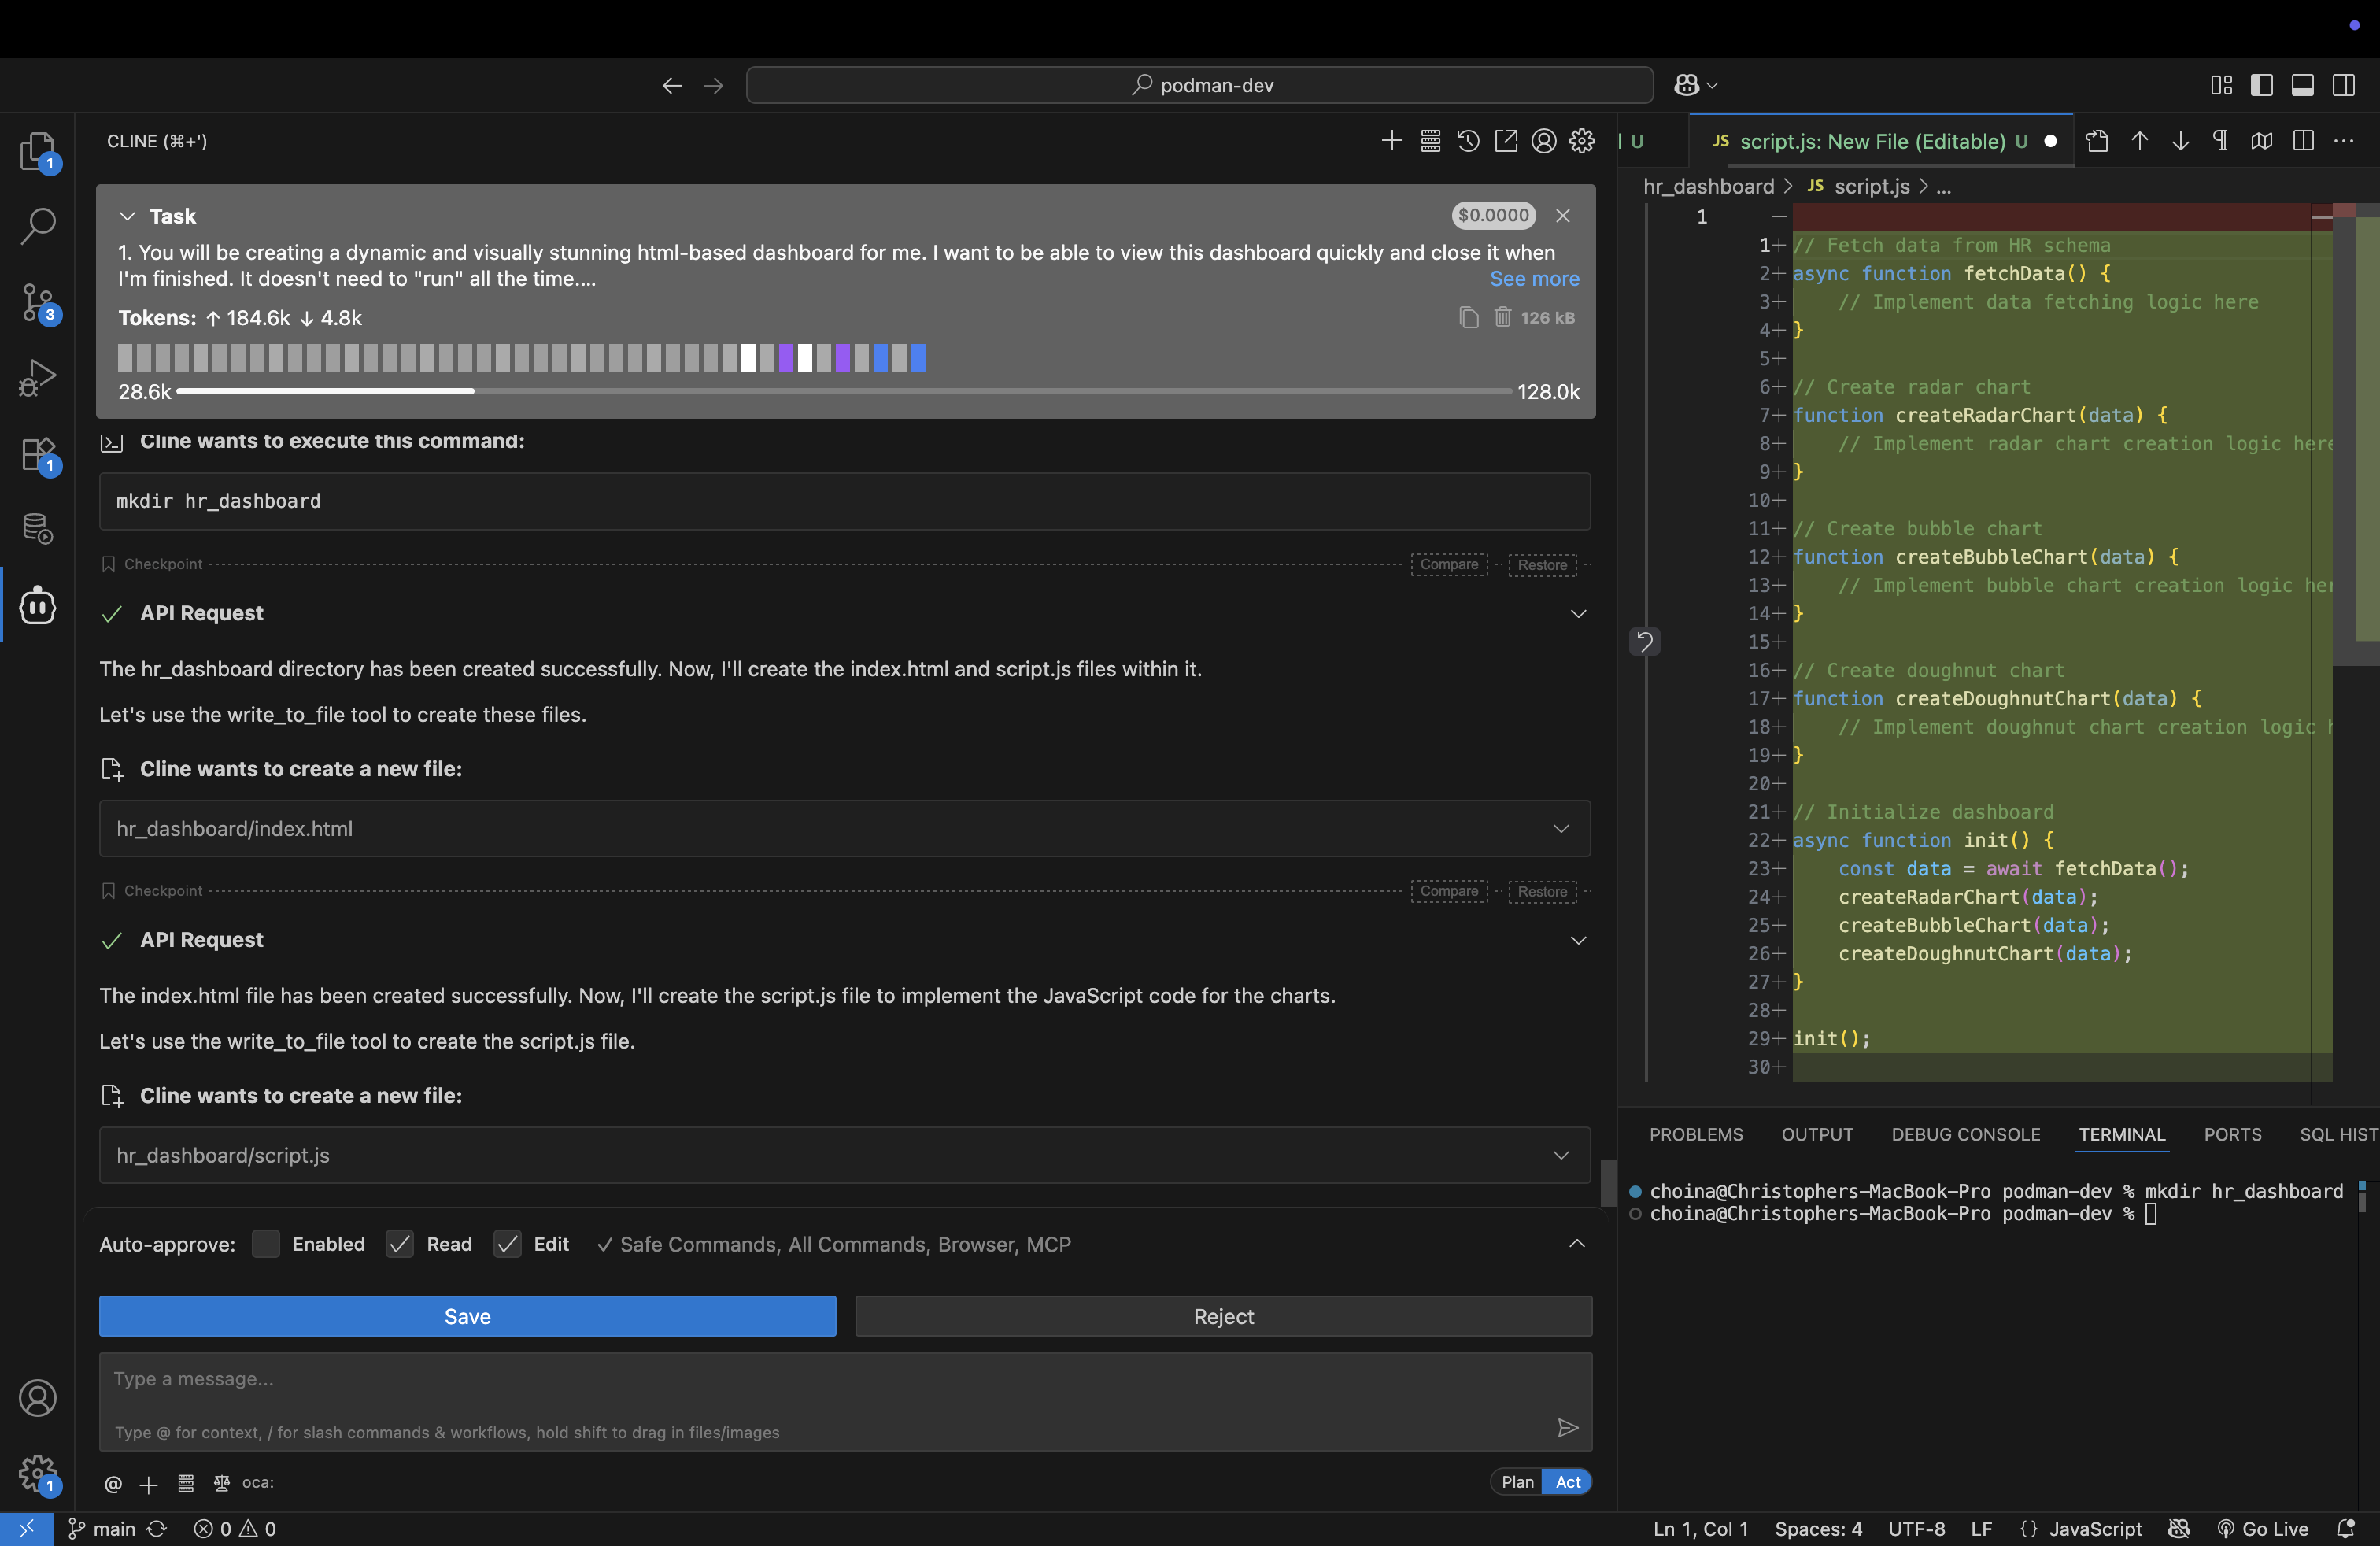 podman-dev
CLINE (⌘+')
Task
$0.0000
1. You will be creating a dynamic and visually stunning html-based dashboard for me. I want to be able to view this dashboard quickly and close it when
I'm finished. It doesn't need to "run" all the time....
See more
Tokens: ↑ 184.6k ↓ 4.8k
126 kB
28.6k
128.0k
Cline wants to execute this command:
mkdir hr_dashboard
Checkpoint
Compare
Restore
API Request
The hr_dashboard directory has been created successfully. Now, I'll create the index.html and script.js files within it.
Let's use the write_to_file tool to create these files.
Cline wants to create a new file:
hr_dashboard/index.html
Checkpoint
Compare
Restore
API Request
The index.html file has been created successfully. Now, I'll create the script.js file to implement the JavaScript code for the charts.
Let's use the write_to_file tool to create the script.js file.
Cline wants to create a new file:
hr_dashboard/script.js
Auto-approve: Enabled Read Edit Safe Commands, All Commands, Browser, MCP
Save
Reject
Type a message...
Type @ for context, / for slash commands & workflows, hold shift to drag in files/images
@ oca:
Plan Act
1
3
1
1
U
JS script.js: New File (Editable) U
hr_dashboard > JS script.js > ...
1 —
1+ // Fetch data from HR schema
2+ async function fetchData() {
3+ // Implement data fetching logic here
4+ }
5+
6+ // Create radar chart
7+ function createRadarChart(data) {
8+ // Implement radar chart creation logic here
9+ }
10+
11+ // Create bubble chart
12+ function createBubbleChart(data) {
13+ // Implement bubble chart creation logic her
14+ }
15+
16+ // Create doughnut chart
17+ function createDoughnutChart(data) {
18+ // Implement doughnut chart creation logic h
19+ }
20+
21+ // Initialize dashboard
22+ async function init() {
23+ const data = await fetchData();
24+ createRadarChart(data);
25+ createBubbleChart(data);
26+ createDoughnutChart(data);
27+ }
28+
29+ init();
30+
PROBLEMS OUTPUT DEBUG CONSOLE TERMINAL PORTS SQL HIST
choina@Christophers-MacBook-Pro podman-dev % mkdir hr_dashboard
choina@Christophers-MacBook-Pro podman-dev %
main 0 0
Ln 1, Col 1 Spaces: 4 UTF-8 LF {} JavaScript Go Live